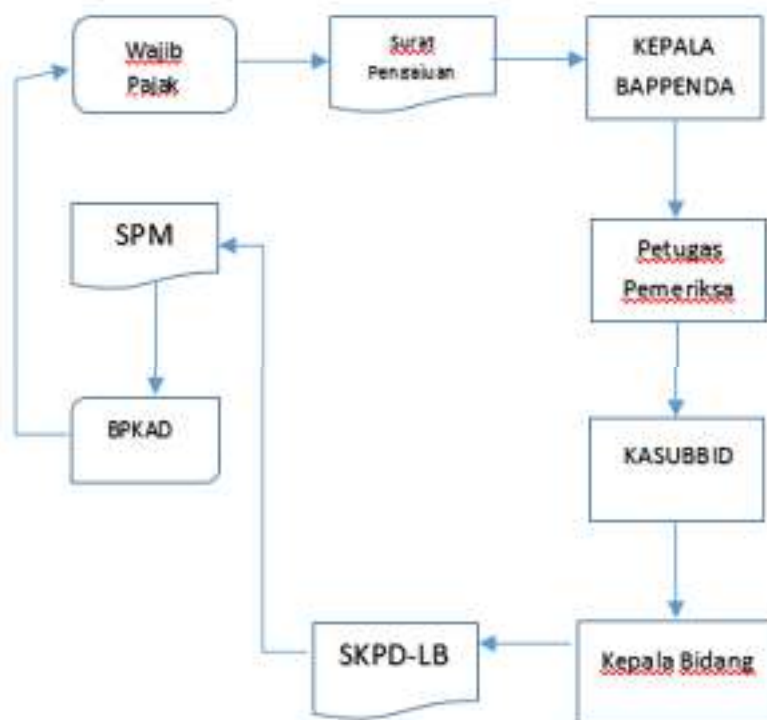 Wajib
Pajak
Surat
Pengajuan
KEPALA
BAPPENDA
SPM
Petugas
Pemeriksa
BPKAD
KASUBBID
SKPD-LB
Kepala Bidang